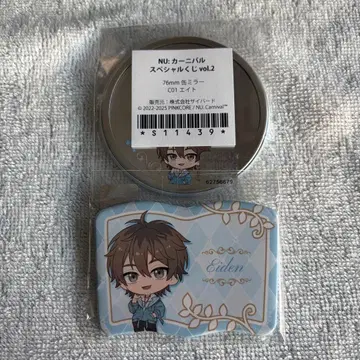 NU: カーニバル
スペシャルくじ vol.2
76mm 缶ミラー
C01 エイト
販売元：株式会社サイバード
© 2022-2025 PINKCORE / NU: Carnival™
*S11439*
Eiden